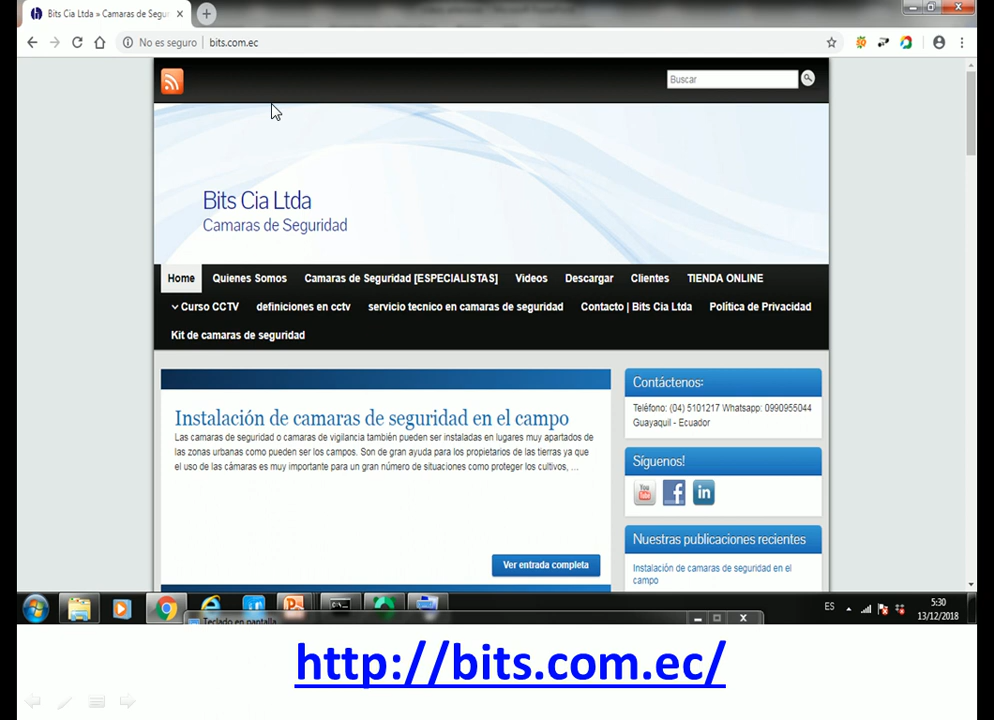 Bits Cia Ltda » Camaras de Segur
No es seguro | bits.com.ec
Buscar
Bits Cia Ltda
Camaras de Seguridad
Home Quienes Somos Camaras de Seguridad [ESPECIALISTAS] Videos Descargar Clientes TIENDA ONLINE
Curso CCTV definiciones en cctv servicio tecnico en camaras de seguridad Contacto | Bits Cia Ltda Política de Privacidad
Kit de camaras de seguridad
Instalación de camaras de seguridad en el campo
Las camaras de seguridad o camaras de vigilancia también pueden ser instaladas en lugares muy apartados de
las zonas urbanas como pueden ser los campos. Son de gran ayuda para los propietarios de las tierras ya que
el uso de las cámaras es muy importante para un gran número de situaciones como proteger los cultivos, ...
Ver entrada completa
Contáctenos:
Teléfono: (04) 5101217 Whatsapp: 0990955044
Guayaquil - Ecuador
Síguenos!
You
f
in
Nuestras publicaciones recientes
Instalación de camaras de seguridad en el
campo
ES
5:30
13/12/2018
Teclado en pantalla
http://bits.com.ec/